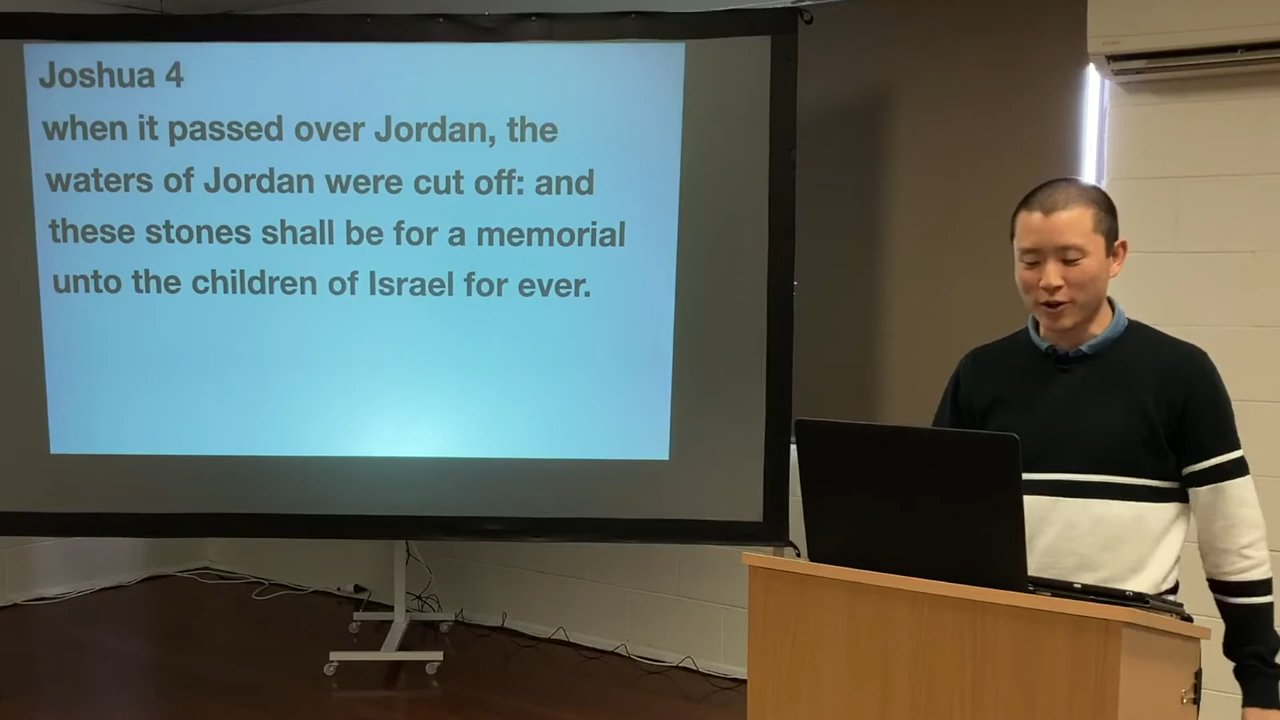 Joshua 4
when it passed over Jordan, the
waters of Jordan were cut off: and
these stones shall be for a memorial
unto the children of Israel for ever.